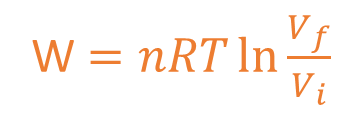 W = nRT ln V_f/V_i